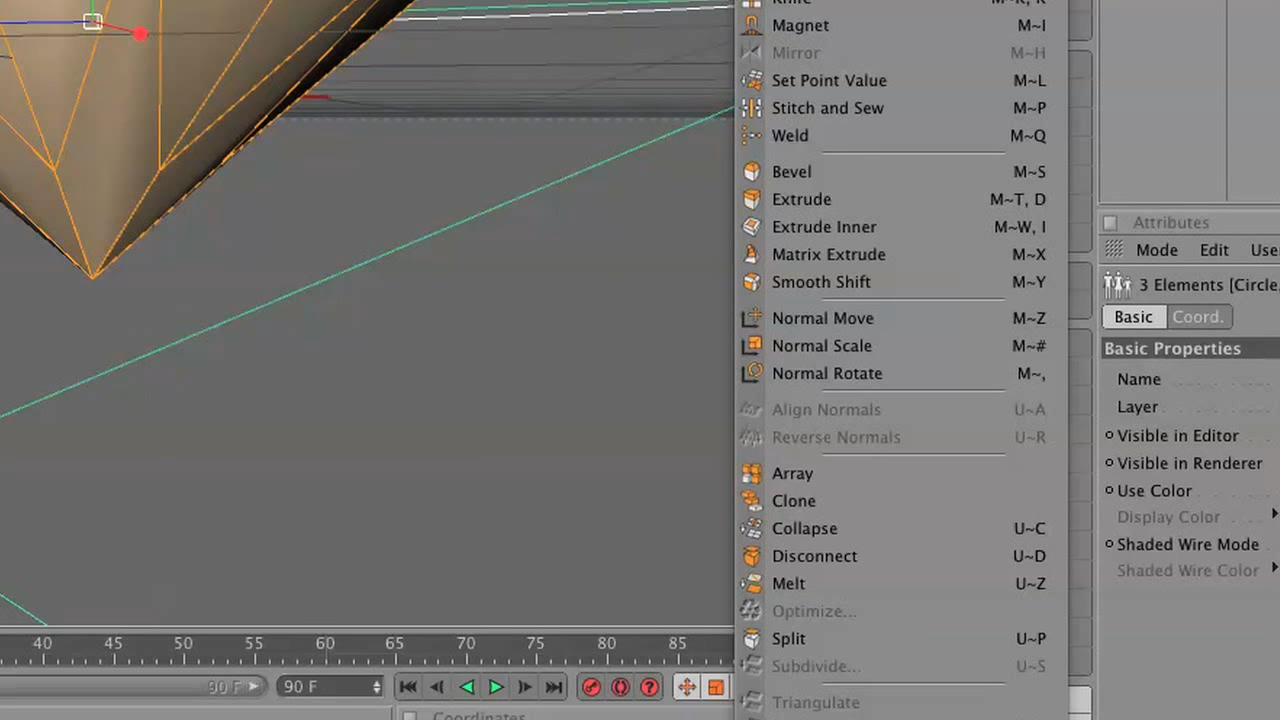 Knife M~K, K
Magnet M~I
Mirror M~H
Set Point Value M~L
Stitch and Sew M~P
Weld M~Q
Bevel M~S
Extrude M~T, D
Extrude Inner M~W, I
Matrix Extrude M~X
Smooth Shift M~Y
Normal Move M~Z
Normal Scale M~#
Normal Rotate M~,
Align Normals U~A
Reverse Normals U~R
Array
Clone
Collapse U~C
Disconnect U~D
Melt U~Z
Optimize...
Split U~P
Subdivide... U~S
Triangulate
Attributes
Mode Edit Use
3 Elements [Circle.
Basic Coord.
Basic Properties
Name
Layer
Visible in Editor
Visible in Renderer
Use Color
Display Color
Shaded Wire Mode
Shaded Wire Color
40 45 50 55 60 65 70 75 80 85
90 F 90 F
Coordinates